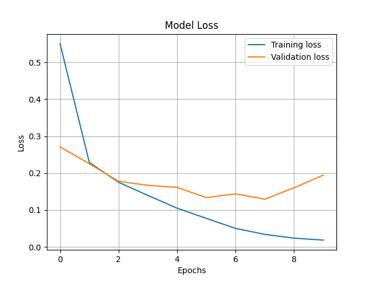 Model Loss
Training loss
Validation loss
Loss
0.5
0.4
0.3
0.2
0.1
0.0
0 2 4 6 8
Epochs